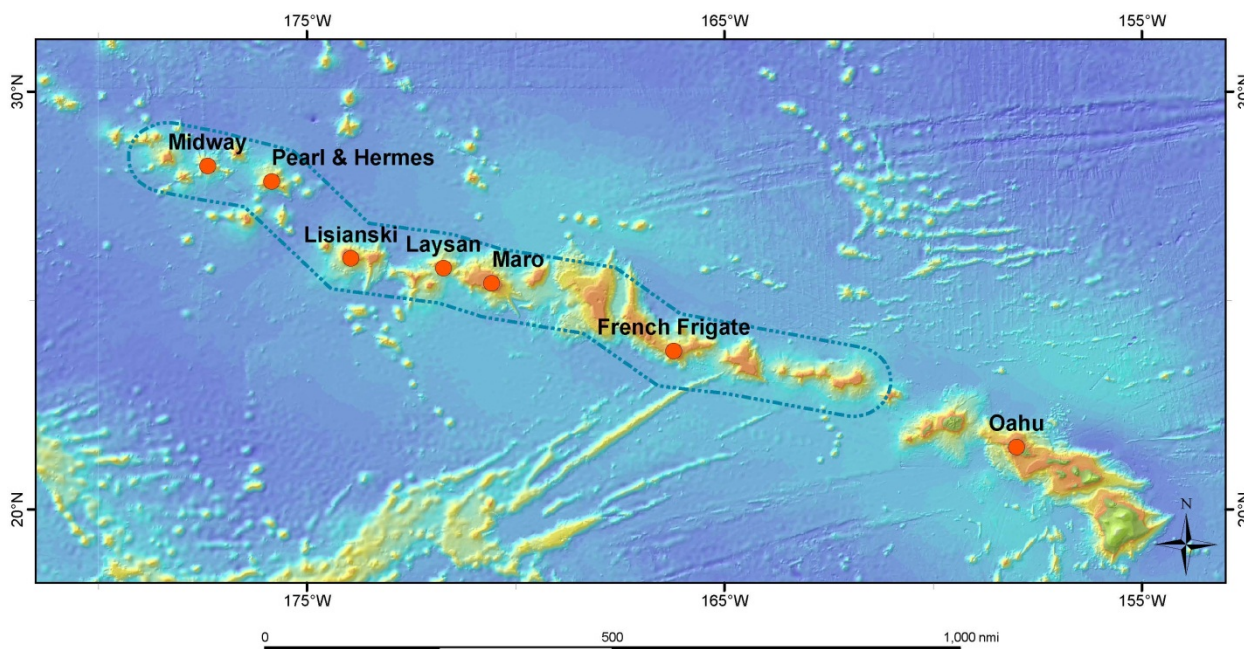 175°W 165°W 155°W
30°N 30°N
Midway
Pearl & Hermes
Lisianski
Laysan
Maro
French Frigate
Oahu
20°N 20°N
N
175°W 165°W 155°W
0 500 1,000 nmi